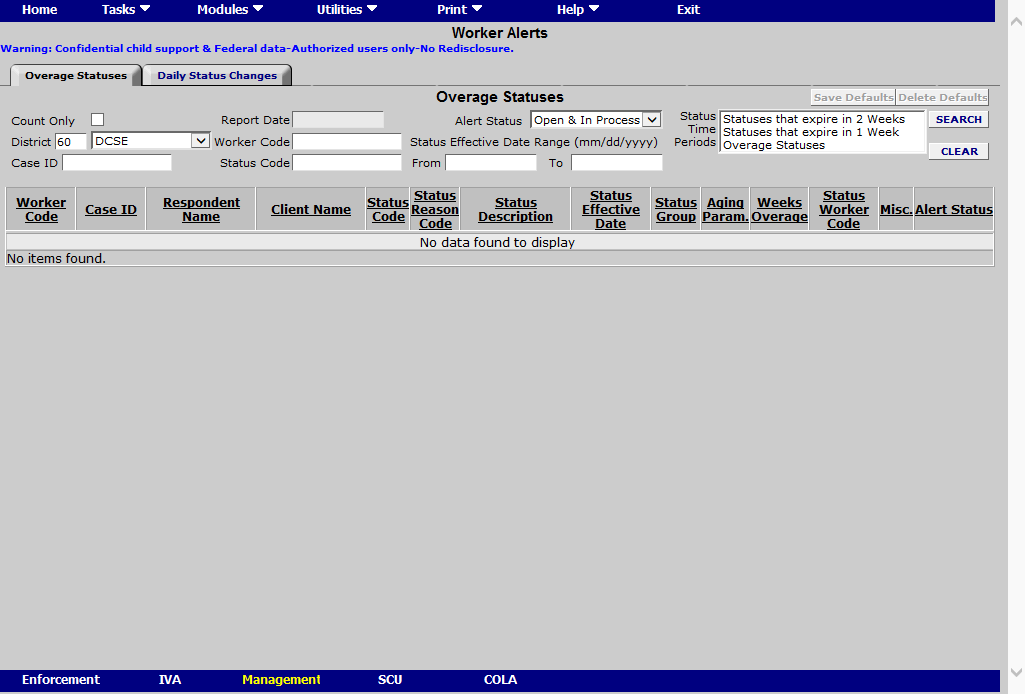 Home Tasks Modules Utilities Print Help Exit
Worker Alerts
Warning: Confidential child support & Federal data-Authorized users only-No Redisclosure.
Overage Statuses Daily Status Changes
Overage Statuses
Save Defaults Delete Defaults
Count Only Report Date Alert Status Open & In Process
Status Time Periods
Statuses that expire in 2 Weeks
Statuses that expire in 1 Week
Overage Statuses
SEARCH
District 60 DCSE Worker Code Status Effective Date Range (mm/dd/yyyy)
Case ID Status Code From To
CLEAR
Worker Code Case ID Respondent Name Client Name Status Code Status Reason Code Status Description Status Effective Date Status Group Aging Param. Weeks Overage Status Worker Code Misc. Alert Status
No data found to display
No items found.
Enforcement IVA Management SCU COLA